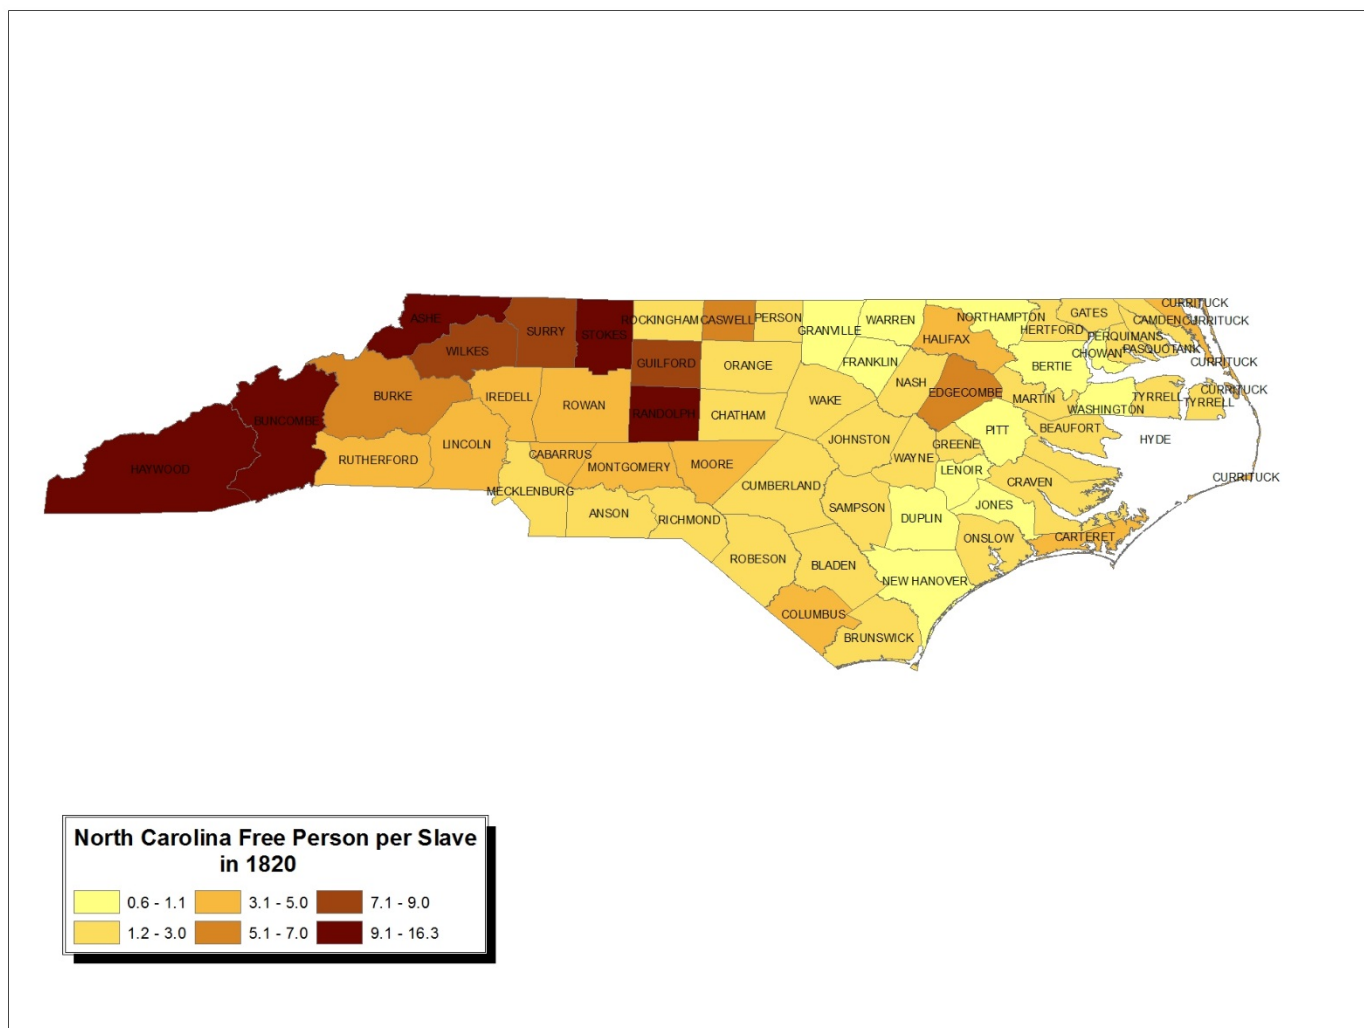 CURRITUCK
NORTHAMPTON
GATES
CAMDEN
CU
CURRITUCK
ASHE
SURRY
STOKES
ROCKINGHAM
CASWELL
PERSON
GRANVILLE
WARREN
HALIFAX
HERTFORD
PERQUIMANS
PASQUOTANK
CHOWAN
WILKES
GUILFORD
ORANGE
FRANKLIN
BERTIE
CURRITUCK
NASH
BURKE
IREDELL
ROWAN
RANDOLPH
CHATHAM
WAKE
EDGECOMBE
MARTIN
WASHINGTON
TYRRELL
CURRITUCK
TYRRELL
BUNCOMBE
LINCOLN
JOHNSTON
GREENE
PITT
BEAUFORT
HYDE
HAYWOOD
RUTHERFORD
CABARRUS
MONTGOMERY
MOORE
WAYNE
LENOIR
CRAVEN
CURRITUCK
MECKLENBURG
CUMBERLAND
ANSON
RICHMOND
SAMPSON
DUPLIN
JONES
ONSLOW
CARTERET
ROBESON
BLADEN
NEW HANOVER
COLUMBUS
BRUNSWICK
North Carolina Free Person per Slave
in 1820
0.6 - 1.1
3.1 - 5.0
7.1 - 9.0
1.2 - 3.0
5.1 - 7.0
9.1 - 16.3